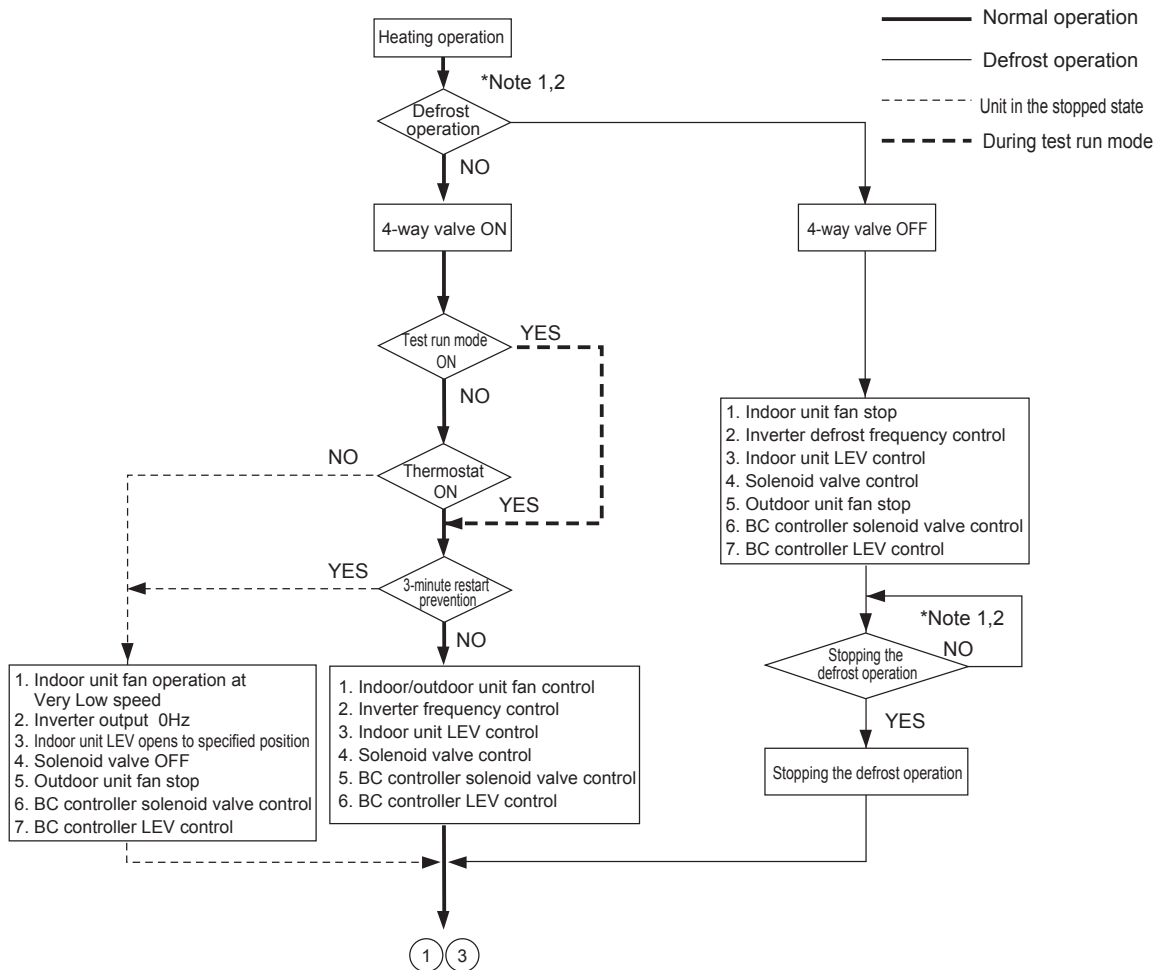 Heating operation
Normal operation
Defrost operation
Unit in the stopped state
During test run mode
*Note 1,2
Defrost
operation
NO
4-way valve ON
4-way valve OFF
Test run mode
ON
YES
NO
Thermostat
ON
NO
YES
3-minute restart
prevention
YES
NO
1. Indoor unit fan stop
2. Inverter defrost frequency control
3. Indoor unit LEV control
4. Solenoid valve control
5. Outdoor unit fan stop
6. BC controller solenoid valve control
7. BC controller LEV control
*Note 1,2
Stopping the
defrost operation
NO
YES
Stopping the defrost operation
1. Indoor unit fan operation at
Very Low speed
2. Inverter output 0Hz
3. Indoor unit LEV opens to specified position
4. Solenoid valve OFF
5. Outdoor unit fan stop
6. BC controller solenoid valve control
7. BC controller LEV control
1. Indoor/outdoor unit fan control
2. Inverter frequency control
3. Indoor unit LEV control
4. Solenoid valve control
5. BC controller solenoid valve control
6. BC controller LEV control
1 3